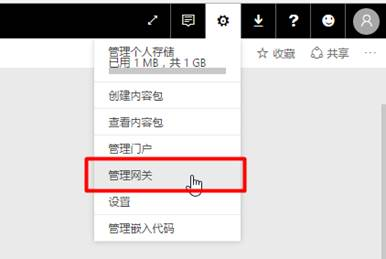 管理个人存储
已用 1 MB，共 1 GB
收藏 共享 ···
创建内容包
查看内容包
管理门户
管理网关
设置
管理嵌入代码